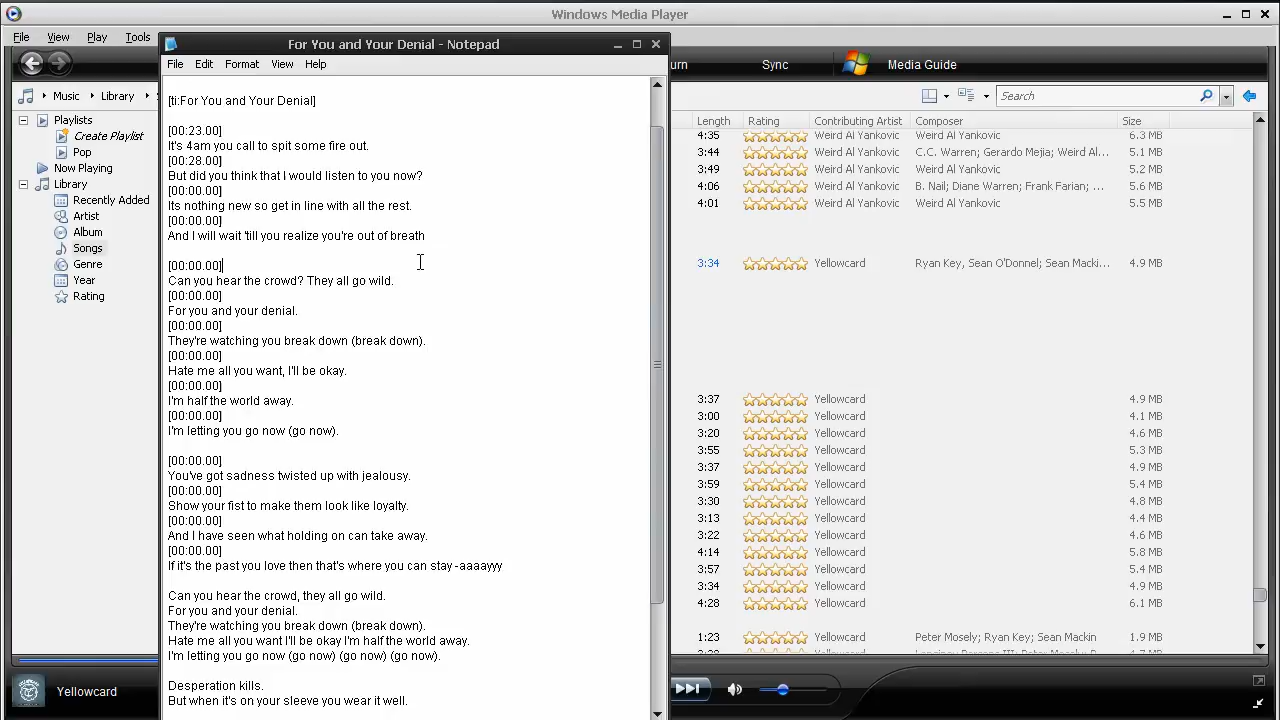 Windows Media Player
File View Play Tools
For You and Your Denial - Notepad
File Edit Format View Help
Sync
Media Guide
Music Library
Search
Playlists
Create Playlist
Pop
Now Playing
Library
Recently Added
Artist
Album
Songs
Genre
Year
Rating
[ti:For You and Your Denial]
[00:23.00]
It's 4am you call to spit some fire out.
[00:28.00]
But did you think that I would listen to you now?
[00:00.00]
Its nothing new so get in line with all the rest.
[00:00.00]
And I will wait 'till you realize you're out of breath
[00:00.00]
Can you hear the crowd? They all go wild.
[00:00.00]
For you and your denial.
[00:00.00]
They're watching you break down (break down).
[00:00.00]
Hate me all you want, I'll be okay.
[00:00.00]
I'm half the world away.
[00:00.00]
I'm letting you go now (go now).
[00:00.00]
You've got sadness twisted up with jealousy.
[00:00.00]
Show your fist to make them look like loyalty.
[00:00.00]
And I have seen what holding on can take away.
[00:00.00]
If it's the past you love then that's where you can stay -aaaayyy
Can you hear the crowd, they all go wild.
For you and your denial.
They're watching you break down (break down).
Hate me all you want I'll be okay I'm half the world away.
I'm letting you go now (go now) (go now) (go now).
Desperation kills.
But when it's on your sleeve you wear it well.
Length Rating Contributing Artist Composer Size
4:35 Weird Al Yankovic Weird Al Yankovic 6.3 MB
3:44 Weird Al Yankovic C.C. Warren; Gerardo Mejia; Weird Al... 5.1 MB
3:49 Weird Al Yankovic Weird Al Yankovic 5.2 MB
4:06 Weird Al Yankovic B. Nail; Diane Warren; Frank Farian; ... 5.6 MB
4:01 Weird Al Yankovic Weird Al Yankovic 5.5 MB
3:34 Yellowcard Ryan Key, Sean O'Donnel; Sean Macki... 4.9 MB
3:37 Yellowcard 4.9 MB
3:00 Yellowcard 4.1 MB
3:20 Yellowcard 4.6 MB
3:55 Yellowcard 5.3 MB
3:37 Yellowcard 4.9 MB
3:59 Yellowcard 5.4 MB
3:30 Yellowcard 4.8 MB
3:13 Yellowcard 4.4 MB
3:22 Yellowcard 4.6 MB
4:14 Yellowcard 5.8 MB
3:57 Yellowcard 5.4 MB
3:34 Yellowcard 4.9 MB
4:28 Yellowcard 6.1 MB
1:23 Yellowcard Peter Mosely; Ryan Key; Sean Mackin 1.9 MB
Yellowcard